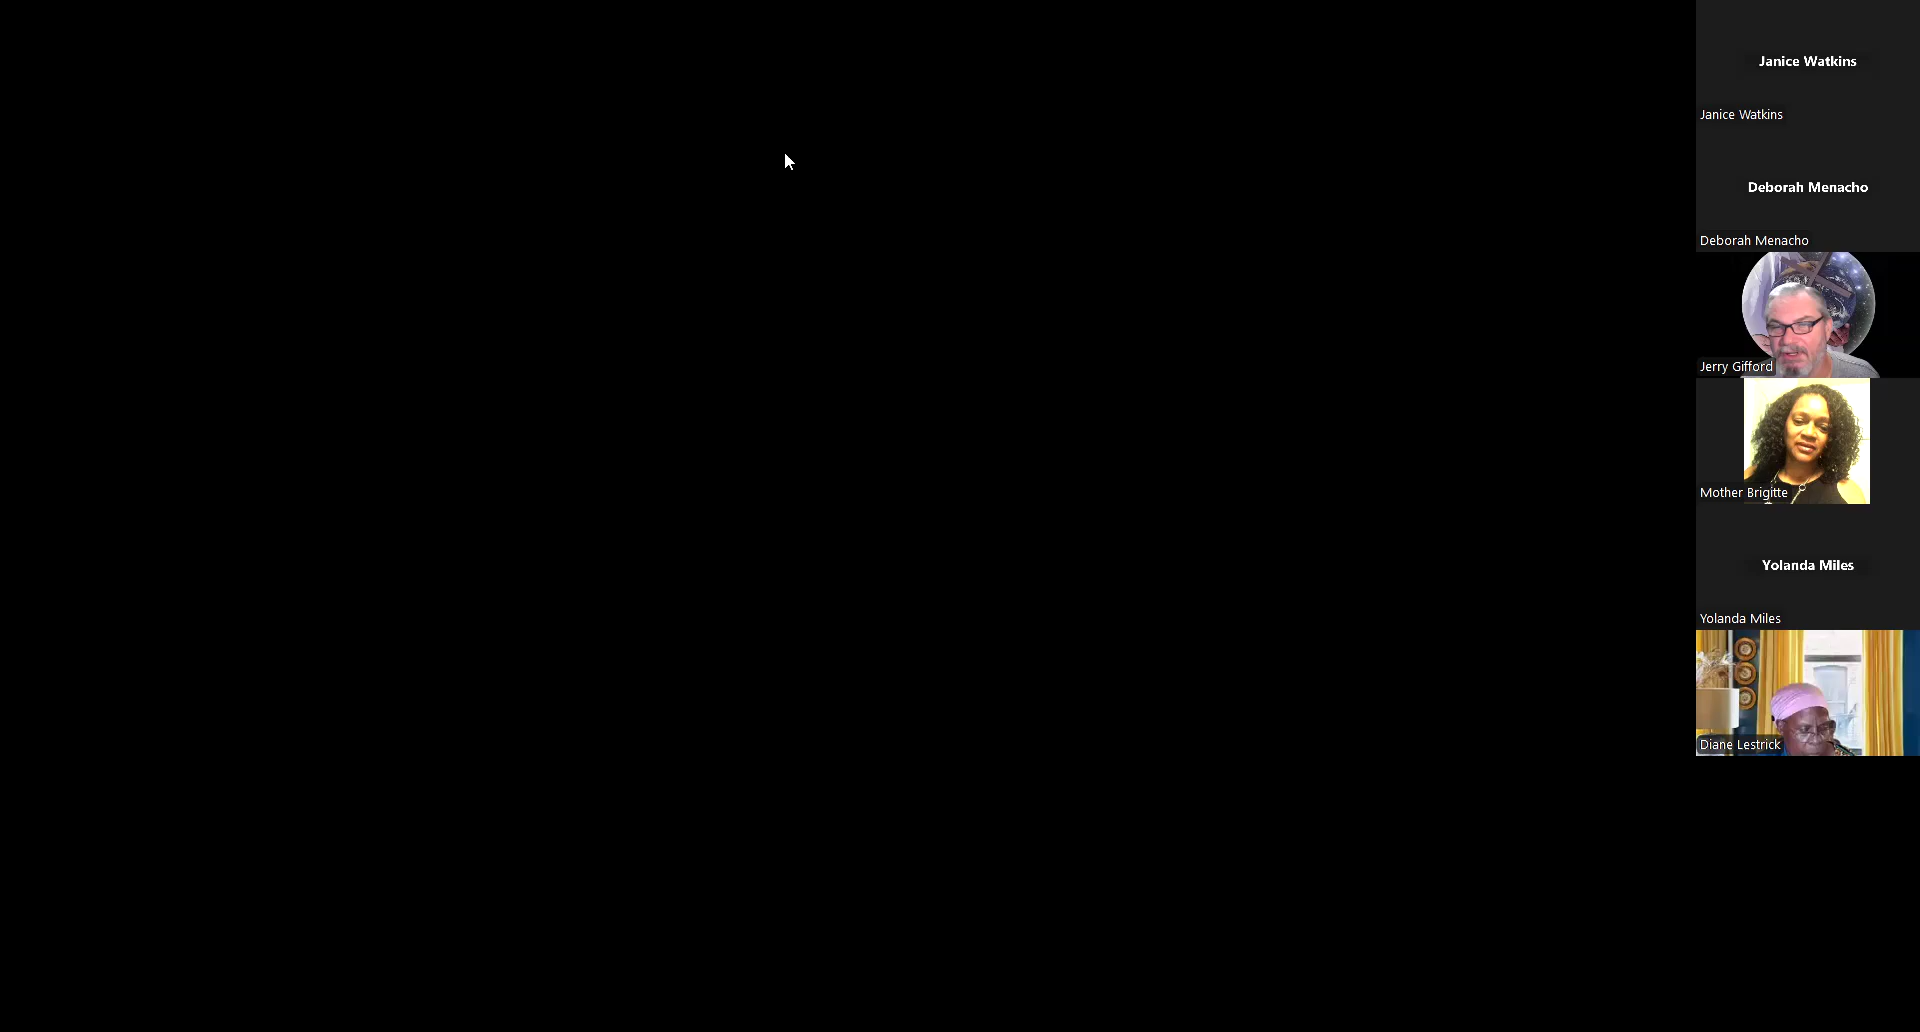 Janice Watkins
Janice Watkins
Deborah Menacho
Deborah Menacho
Jerry Gifford
Mother Brigitte
Yolanda Miles
Yolanda Miles
Diane Lestrick